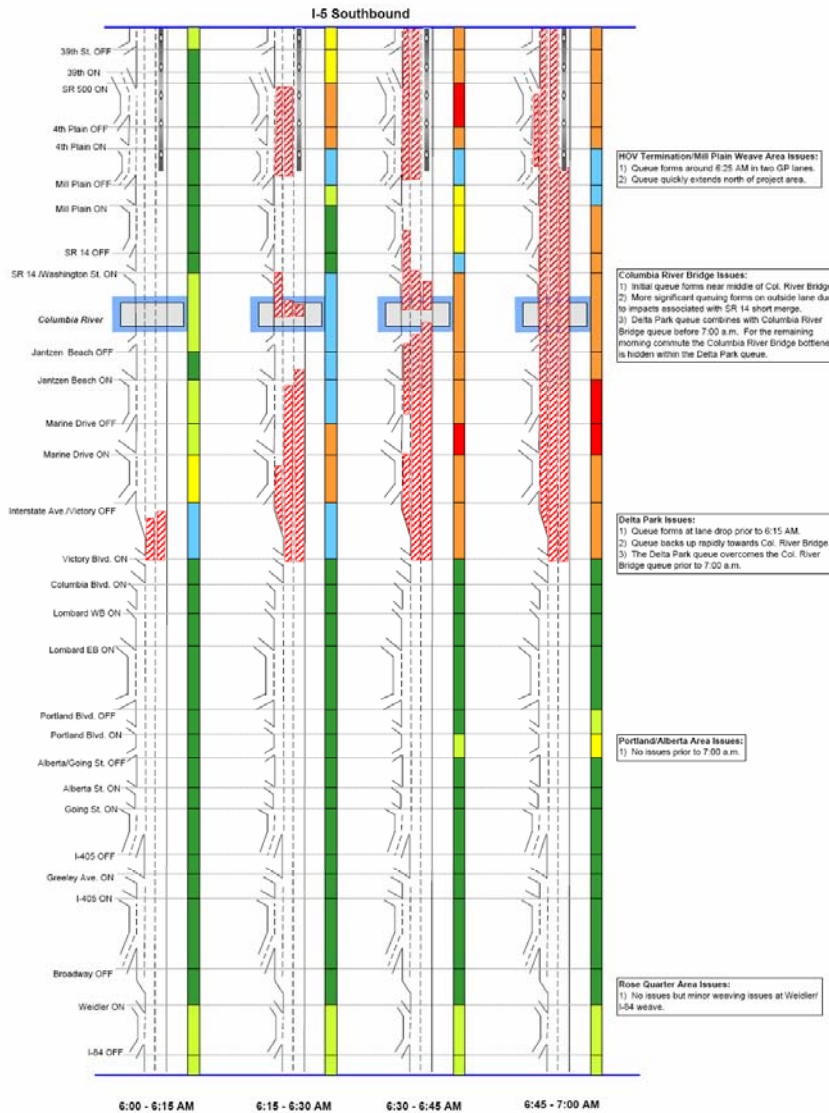 I-5 Southbound
39th St. OFF
39th ON
SR 500 ON
4th Plain OFF
4th Plain ON
Mill Plain OFF
Mill Plain ON
SR 14 OFF
SR 14 /Washington St. ON
Columbia River
Jantzen Beach OFF
Jantzen Beach ON
Marine Drive OFF
Marine Drive ON
Interstate Ave./Victory OFF
Victory Blvd. ON
Columbia Blvd. ON
Lombard WB ON
Lombard EB ON
Portland Blvd. OFF
Portland Blvd. ON
Alberta/Going St. OFF
Alberta St. ON
Going St. ON
I-405 OFF
Greeley Ave. ON
I-405 ON
Broadway OFF
Weidler ON
I-84 OFF
HOV Termination/Mill Plain Weave Area Issues:
1) Queue forms around 6:25 AM in two GP lanes.
2) Queue quickly extends north of project area.
Columbia River Bridge Issues:
1) Initial queue forms near middle of Col. River Bridge
2) More significant queuing forms on outside lane due
to impacts associated with SR 14 short merge.
3) Delta Park queue combines with Columbia River
Bridge queue before 7:00 a.m. For the remaining
morning commute the Columbia River Bridge bottlene
is hidden within the Delta Park queue.
Delta Park Issues:
1) Queue forms at lane drop prior to 6:15 AM.
2) Queue backs up rapidly towards Col. River Bridge
3) The Delta Park queue overcomes the Col. River
Bridge queue prior to 7:00 a.m.
Portland/Alberta Area Issues:
1) No issues prior to 7:00 a.m.
Rose Quarter Area Issues:
1) No issues but minor weaving issues at Weidler/
I-84 weave.
6:00 - 6:15 AM
6:15 - 6:30 AM
6:30 - 6:45 AM
6:45 - 7:00 AM